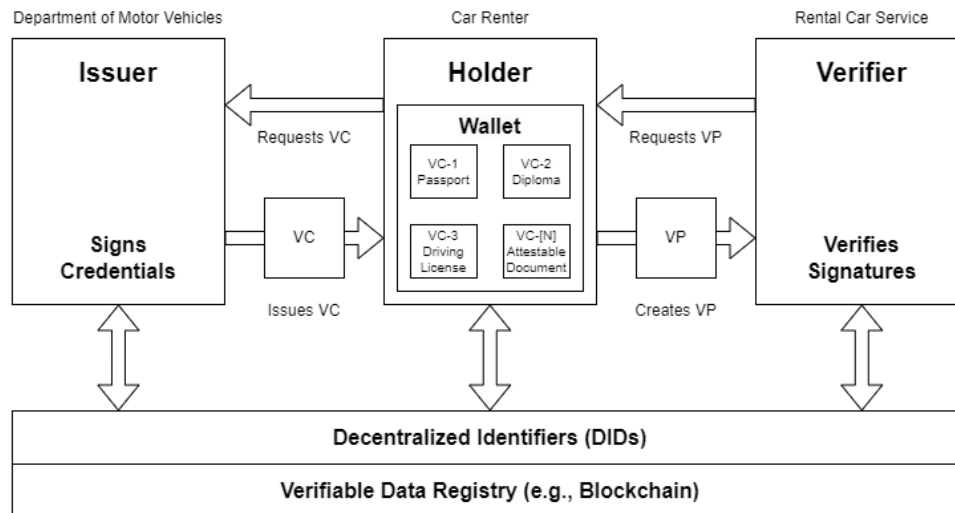 Department of Motor Vehicles
Car Renter
Rental Car Service
Issuer
Holder
Verifier
Requests VC
Requests VP
Wallet
VC-1
Passport
VC-2
Diploma
VC-3
Driving
License
VC-[N]
Attestable
Document
Signs
Credentials
VC
VP
Verifies
Signatures
Issues VC
Creates VP
Decentralized Identifiers (DIDs)
Verifiable Data Registry (e.g., Blockchain)